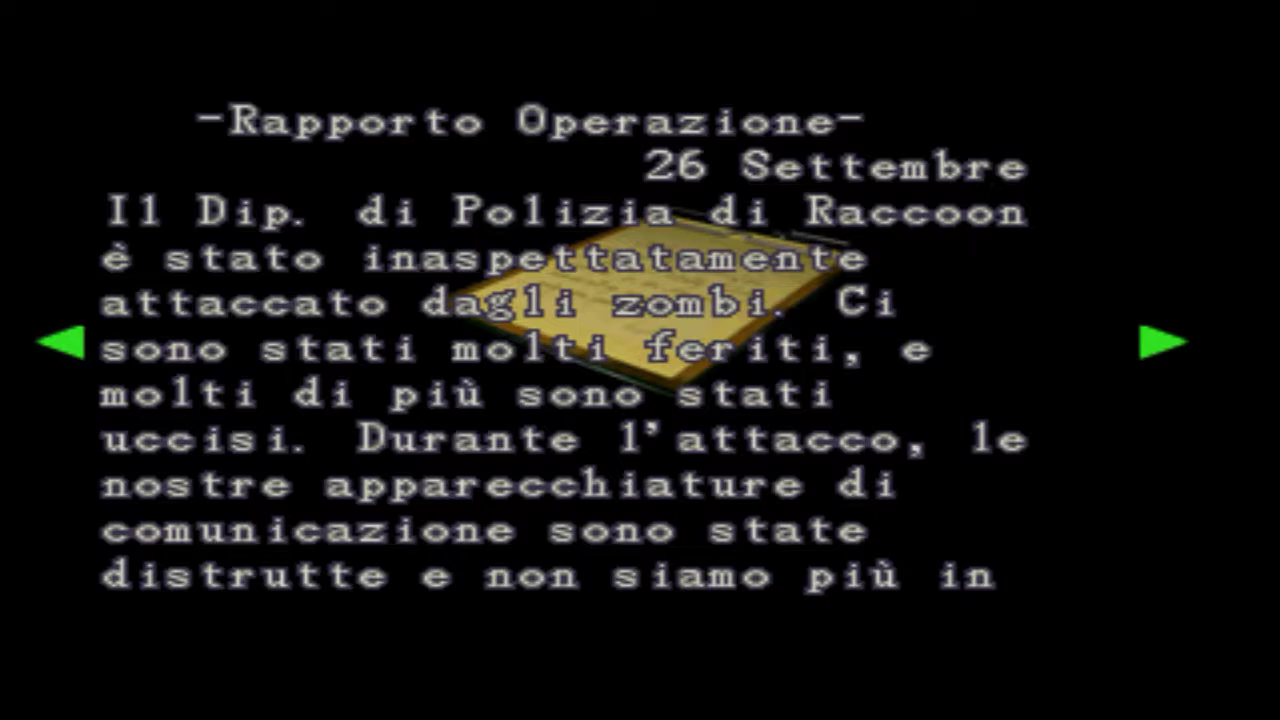 -Rapporto Operazione-
26 Settembre
Il Dip. di Polizia di Raccoon
è stato inaspettatamente
attaccato dagli zombi. Ci
sono stati molti feriti, e
molti di più sono stati
uccisi. Durante l'attacco, le
nostre apparecchiature di
comunicazione sono state
distrutte e non siamo più in